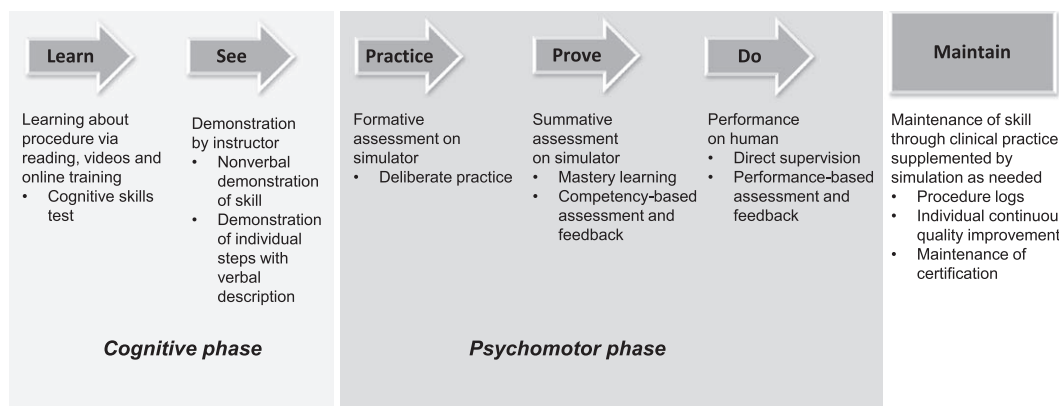 Learn
See
Practice
Prove
Do
Maintain
Learning about
procedure via
reading, videos and
online training
• Cognitive skills
test
Demonstration
by instructor
• Nonverbal
demonstration
of skill
• Demonstration
of individual
steps with
verbal
description
Formative
assessment on
simulator
• Deliberate practice
Summative
assessment
on simulator
• Mastery learning
• Competency-based
assessment and
feedback
Performance
on human
• Direct supervision
• Performance-based
assessment and
feedback
Maintenance of skill
through clinical practice
supplemented by
simulation as needed
• Procedure logs
• Individual continuou
quality improvement
• Maintenance of
certification
Cognitive phase
Psychomotor phase